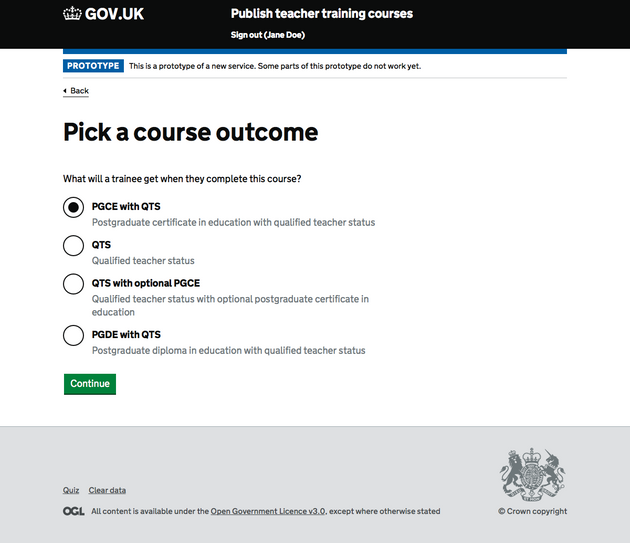 GOV.UK
Publish teacher training courses
Sign out (Jane Doe)
PROTOTYPE This is a prototype of a new service. Some parts of this prototype do not work yet.
Back
Pick a course outcome
What will a trainee get when they complete this course?
PGCE with QTS
Postgraduate certificate in education with qualified teacher status
QTS
Qualified teacher status
QTS with optional PGCE
Qualified teacher status with optional postgraduate certificate in
education
PGDE with QTS
Postgraduate diploma in education with qualified teacher status
Continue
Quiz Clear data
OGL All content is available under the Open Government Licence v3.0, except where otherwise stated
© Crown copyright